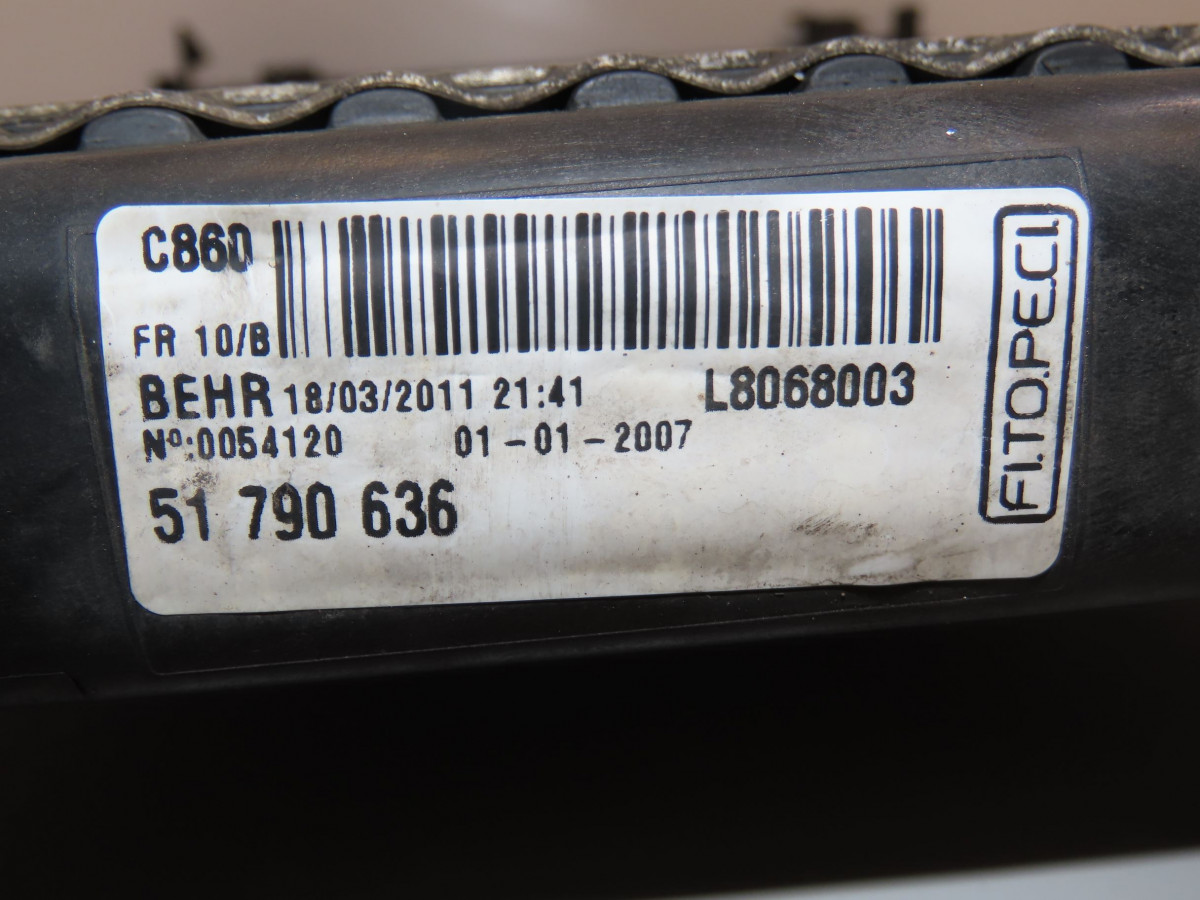 C860
FR 10/B
BEHR 18/03/2011 21:41 L8068003
Nº:0054120 01-01-2007
51 790 636
FI.TO.PE.C.I.